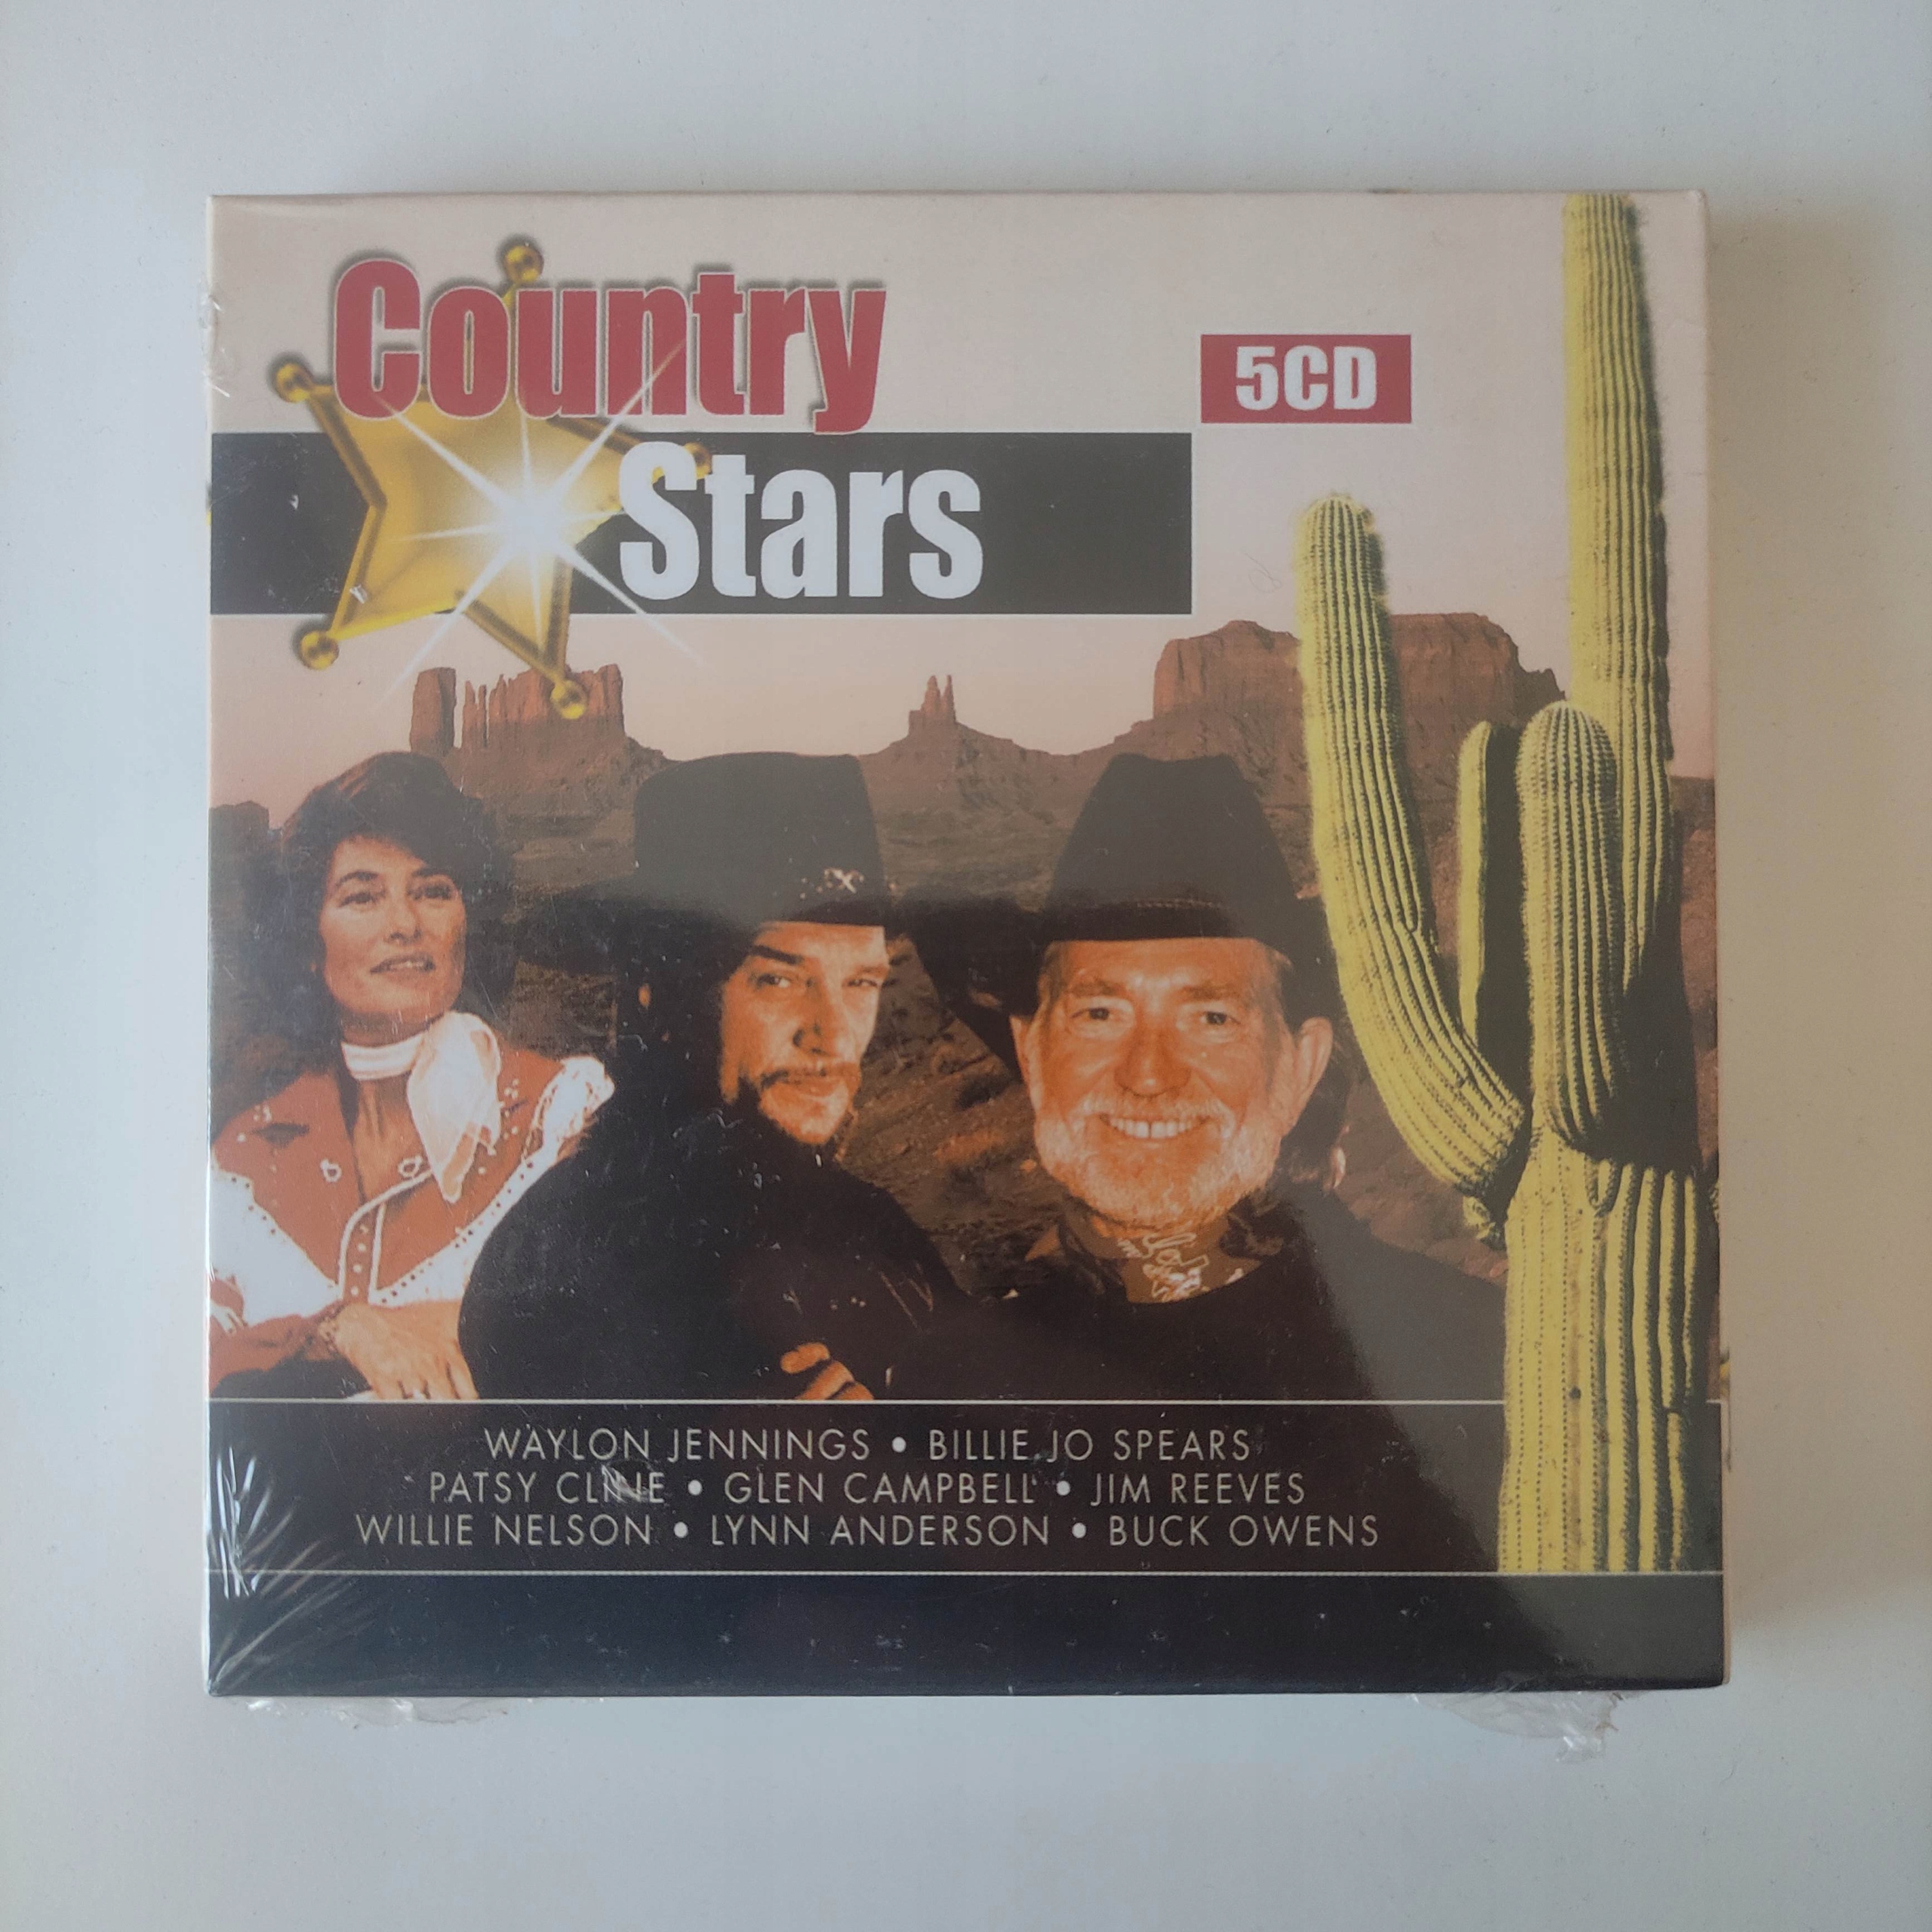 Country
Stars
5CD
WAYLON JENNINGS • BILLIE JO SPEARS
PATSY CLINE • GLEN CAMPBELL • JIM REEVES
WILLIE NELSON • LYNN ANDERSON • BUCK OWENS